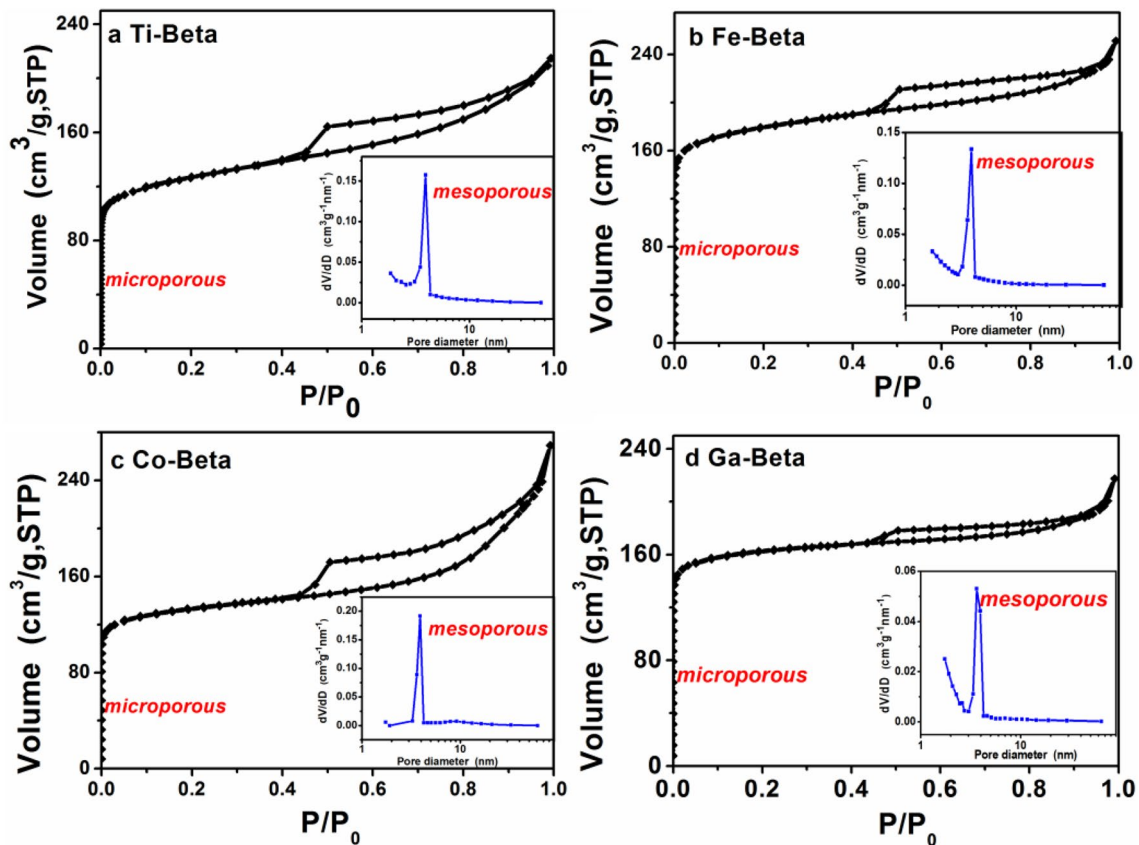 a Ti-Beta
Volume (cm³/g,STP)
240
160
80
0
0.0 0.2 0.4 0.6 0.8 1.0
P/P₀
microporous
mesoporous
dV/dD (cm³g⁻¹nm⁻¹)
0.15
0.10
0.05
0.00
1 10
Pore diameter (nm)
b Fe-Beta
Volume (cm³/g,STP)
240
160
80
0
0.0 0.2 0.4 0.6 0.8 1.0
P/P₀
microporous
mesoporous
dV/dD (cm³g⁻¹nm⁻¹)
0.15
0.10
0.05
0.00
1 10
Pore diameter (nm)
c Co-Beta
Volume (cm³/g,STP)
240
160
80
0
0.0 0.2 0.4 0.6 0.8 1.0
P/P₀
microporous
mesoporous
dV/dD (cm³g⁻¹nm⁻¹)
0.20
0.15
0.10
0.05
0.00
1 10
Pore diameter (nm)
d Ga-Beta
Volume (cm³/g,STP)
240
160
80
0
0.0 0.2 0.4 0.6 0.8 1.0
P/P₀
microporous
mesoporous
dV/dD (cm³g⁻¹nm⁻¹)
0.06
0.04
0.02
0.00
1 10
Pore diameter (nm)